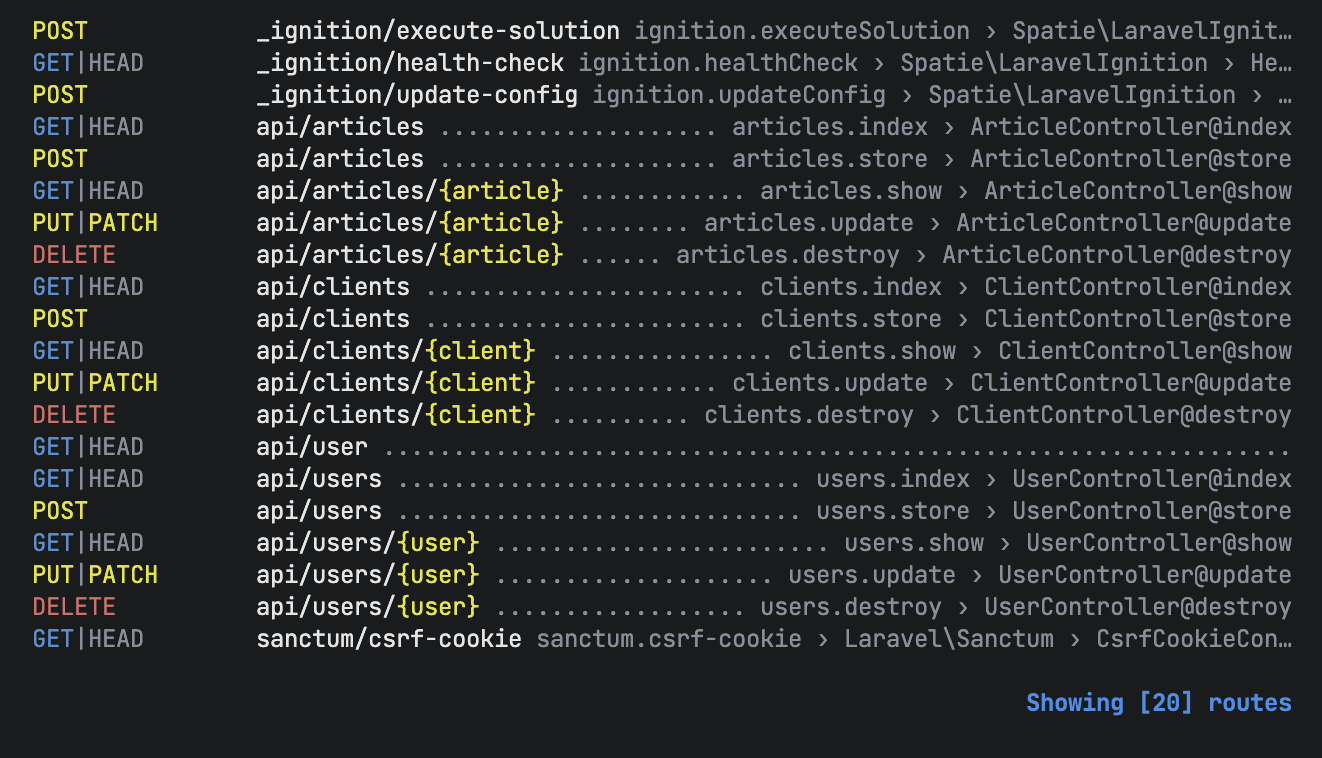 POST _ignition/execute-solution ignition.executeSolution › Spatie\LaravelIgnit…
GET|HEAD _ignition/health-check ignition.healthCheck › Spatie\LaravelIgnition › He…
POST _ignition/update-config ignition.updateConfig › Spatie\LaravelIgnition › …
GET|HEAD api/articles .................... articles.index › ArticleController@index
POST api/articles .................... articles.store › ArticleController@store
GET|HEAD api/articles/{article} ............ articles.show › ArticleController@show
PUT|PATCH api/articles/{article} ........ articles.update › ArticleController@update
DELETE api/articles/{article} ...... articles.destroy › ArticleController@destroy
GET|HEAD api/clients ....................... clients.index › ClientController@index
POST api/clients ....................... clients.store › ClientController@store
GET|HEAD api/clients/{client} ................ clients.show › ClientController@show
PUT|PATCH api/clients/{client} ............ clients.update › ClientController@update
DELETE api/clients/{client} .......... clients.destroy › ClientController@destroy
GET|HEAD api/user .................................................................
GET|HEAD api/users ............................. users.index › UserController@index
POST api/users ............................. users.store › UserController@store
GET|HEAD api/users/{user} ........................ users.show › UserController@show
PUT|PATCH api/users/{user} .................... users.update › UserController@update
DELETE api/users/{user} .................. users.destroy › UserController@destroy
GET|HEAD sanctum/csrf-cookie sanctum.csrf-cookie › Laravel\Sanctum › CsrfCookieCon…
Showing [20] routes